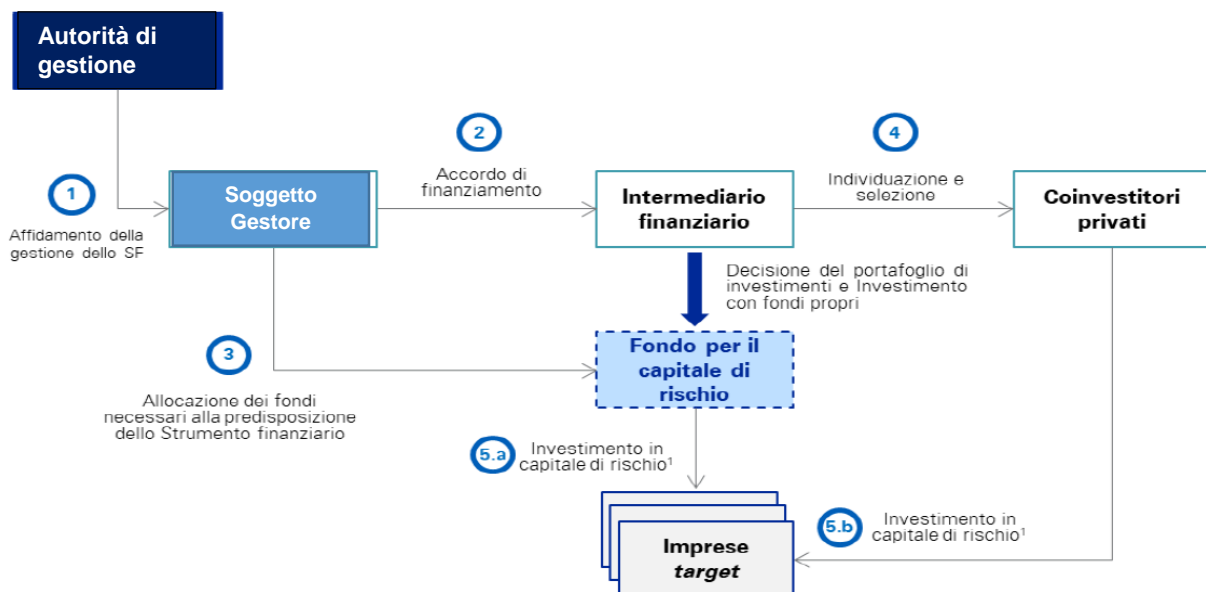 Autorità di
gestione
1
Affidamento della
gestione dello SF
Soggetto
Gestore
2
Accordo di
finanziamento
Intermediario
finanziario
4
Individuazione e
selezione
Coinvestitori
privati
Decisione del portafoglio di
investimenti e Investimento
con fondi propri
3
Allocazione dei fondi
necessari alla predisposizione
dello Strumento finanziario
Fondo per il
capitale di
rischio
5.a
Investimento in
capitale di rischio¹
5.b
Investimento in
capitale di rischio¹
Imprese
target